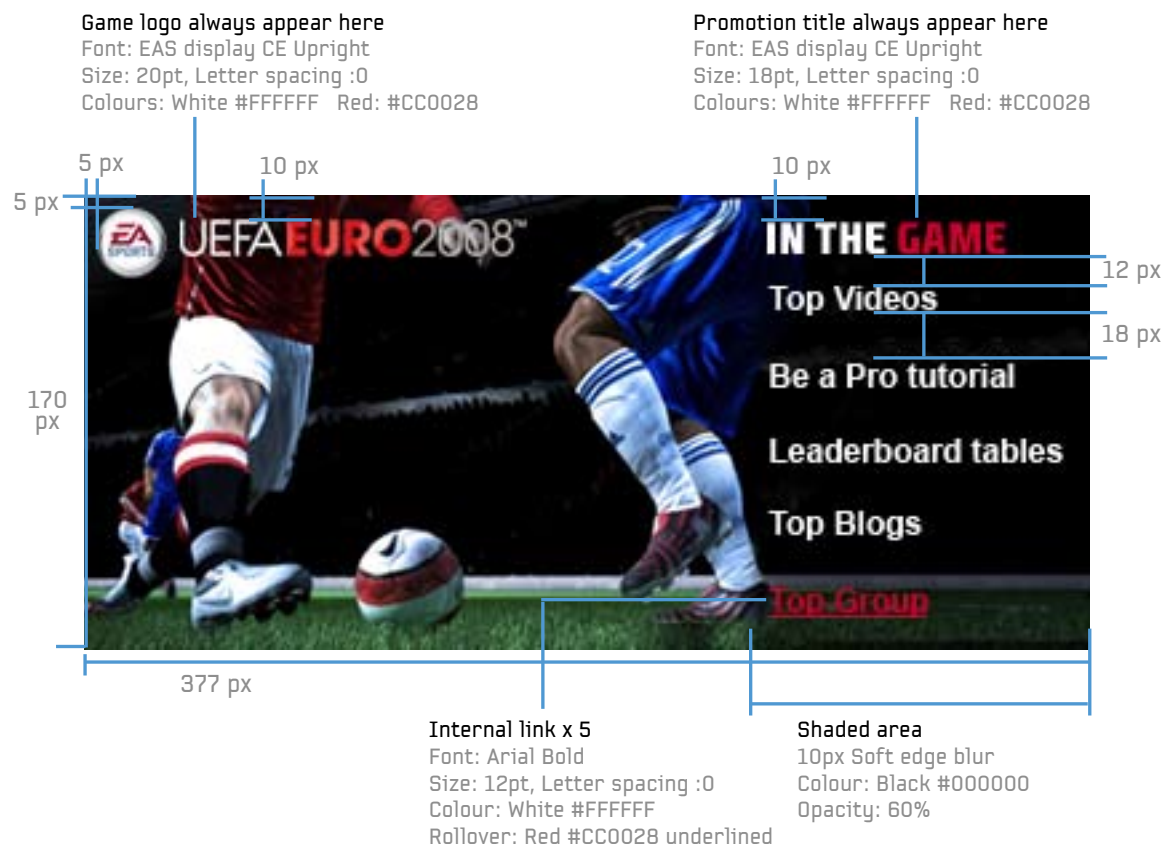 Game logo always appear here
Font: EAS display CE Upright
Size: 20pt, Letter spacing :0
Colours: White #FFFFFF Red: #CC0028
Promotion title always appear here
Font: EAS display CE Upright
Size: 18pt, Letter spacing :0
Colours: White #FFFFFF Red: #CC0028
5 px
10 px
10 px
5 px
EA
SPORTS
UEFA EURO2008™
IN THE GAME
12 px
Top Videos
18 px
Be a Pro tutorial
170
px
Leaderboard tables
Top Blogs
Top Group
377 px
Internal link x 5
Font: Arial Bold
Size: 12pt, Letter spacing :0
Colour: White #FFFFFF
Rollover: Red #CC0028 underlined
Shaded area
10px Soft edge blur
Colour: Black #000000
Opacity: 60%